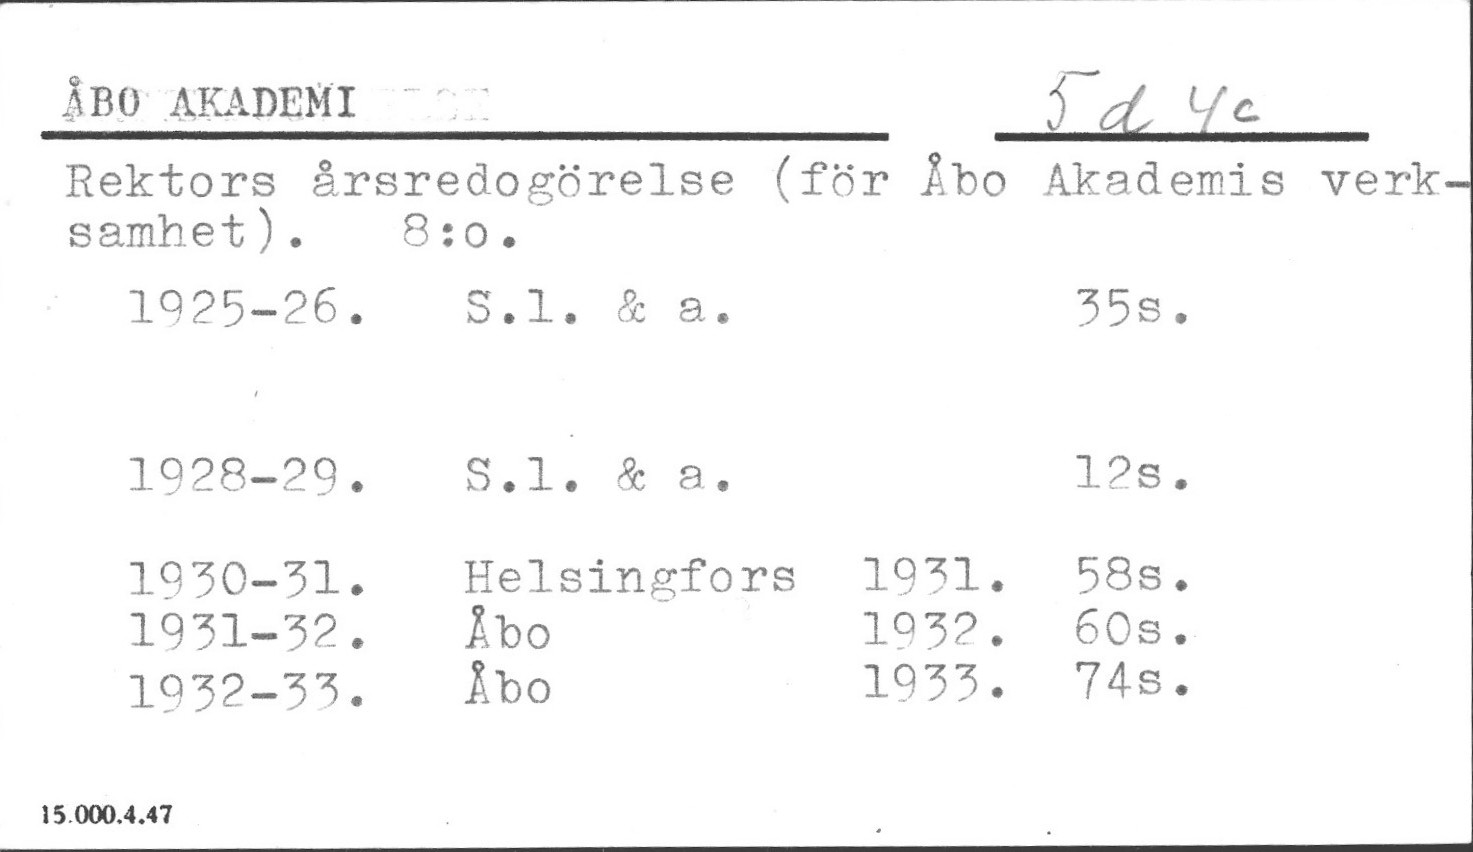 ÅBO AKADEMI
5 d 4c
Rektors årsredogörelse (för Åbo Akademis verk-
samhet). 8:o.
1925-26. S.l. & a. 35s.
1928-29. S.l. & a. 12s.
1930-31. Helsingfors 1931. 58s.
1931-32. Åbo 1932. 60s.
1932-33. Åbo 1933. 74s.
15.000.4.47